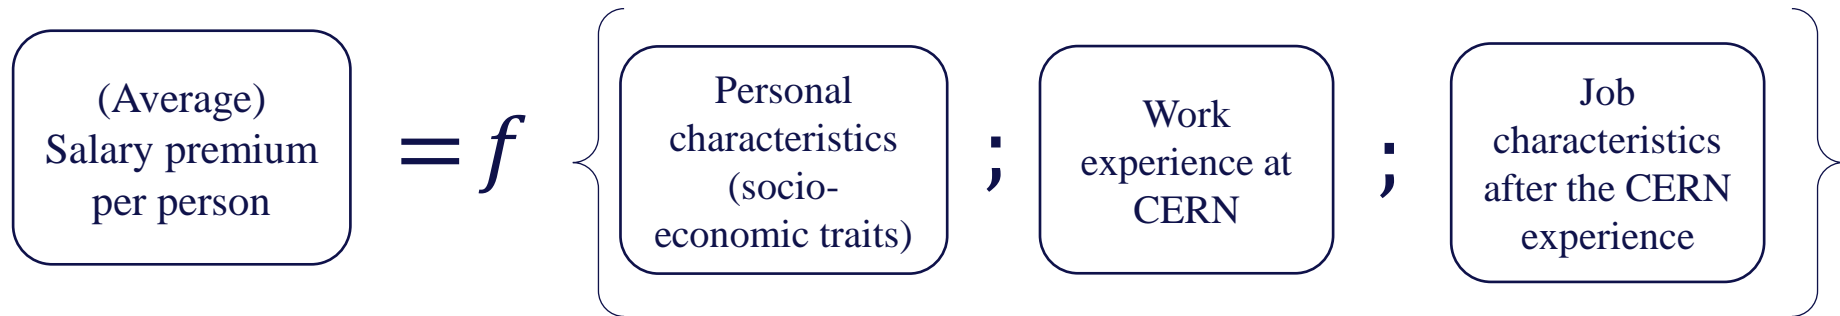 (Average)
Salary premium
per person
= f {
Personal
characteristics
(socio-
economic traits)
;
Work
experience at
CERN
;
Job
characteristics
after the CERN
experience
}